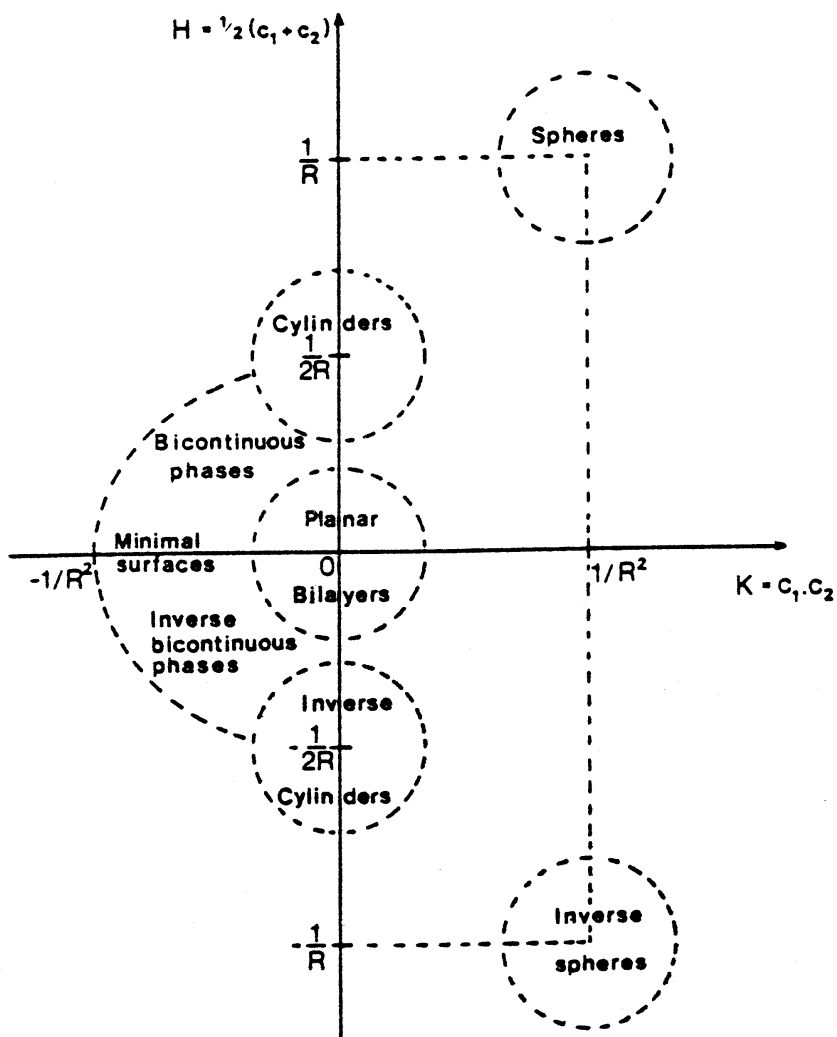 H = 1/2 (c₁ + c₂)
Spheres
1/R
Cylinders
1/2R
Bicontinuous
phases
Planar
Minimal
surfaces
-1/R²
0
1/R²
K = c₁.c₂
Bilayers
Inverse
bicontinuous
phases
Inverse
-1/2R
Cylinders
Inverse
-1/R
spheres